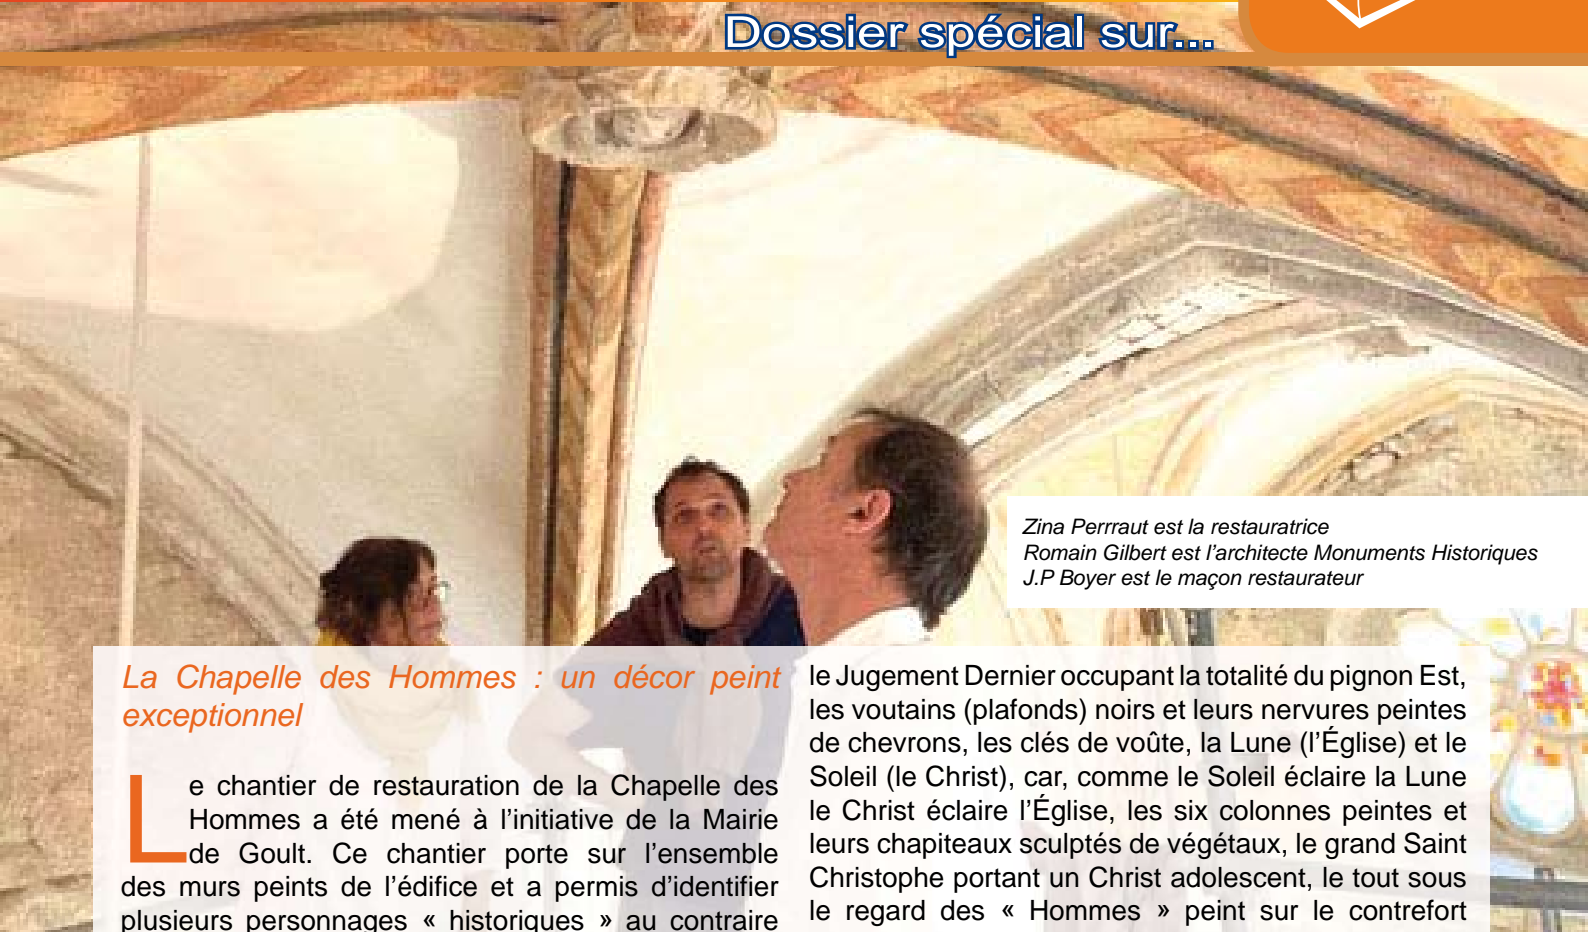 Dossier spécial sur...
Zina Perrraut est la restauratrice
Romain Gilbert est l'architecte Monuments Historiques
J.P Boyer est le maçon restaurateur
La Chapelle des Hommes : un décor peint
exceptionnel
Le chantier de restauration de la Chapelle des
Hommes a été mené à l'initiative de la Mairie
de Goult. Ce chantier porte sur l'ensemble
des murs peints de l'édifice et a permis d'identifier
plusieurs personnages « historiques » au contraire
le Jugement Dernier occupant la totalité du pignon Est,
les voutains (plafonds) noirs et leurs nervures peintes
de chevrons, les clés de voûte, la Lune (l'Église) et le
Soleil (le Christ), car, comme le Soleil éclaire la Lune
le Christ éclaire l'Église, les six colonnes peintes et
leurs chapiteaux sculptés de végétaux, le grand Saint
Christophe portant un Christ adolescent, le tout sous
le regard des « Hommes » peint sur le contrefort